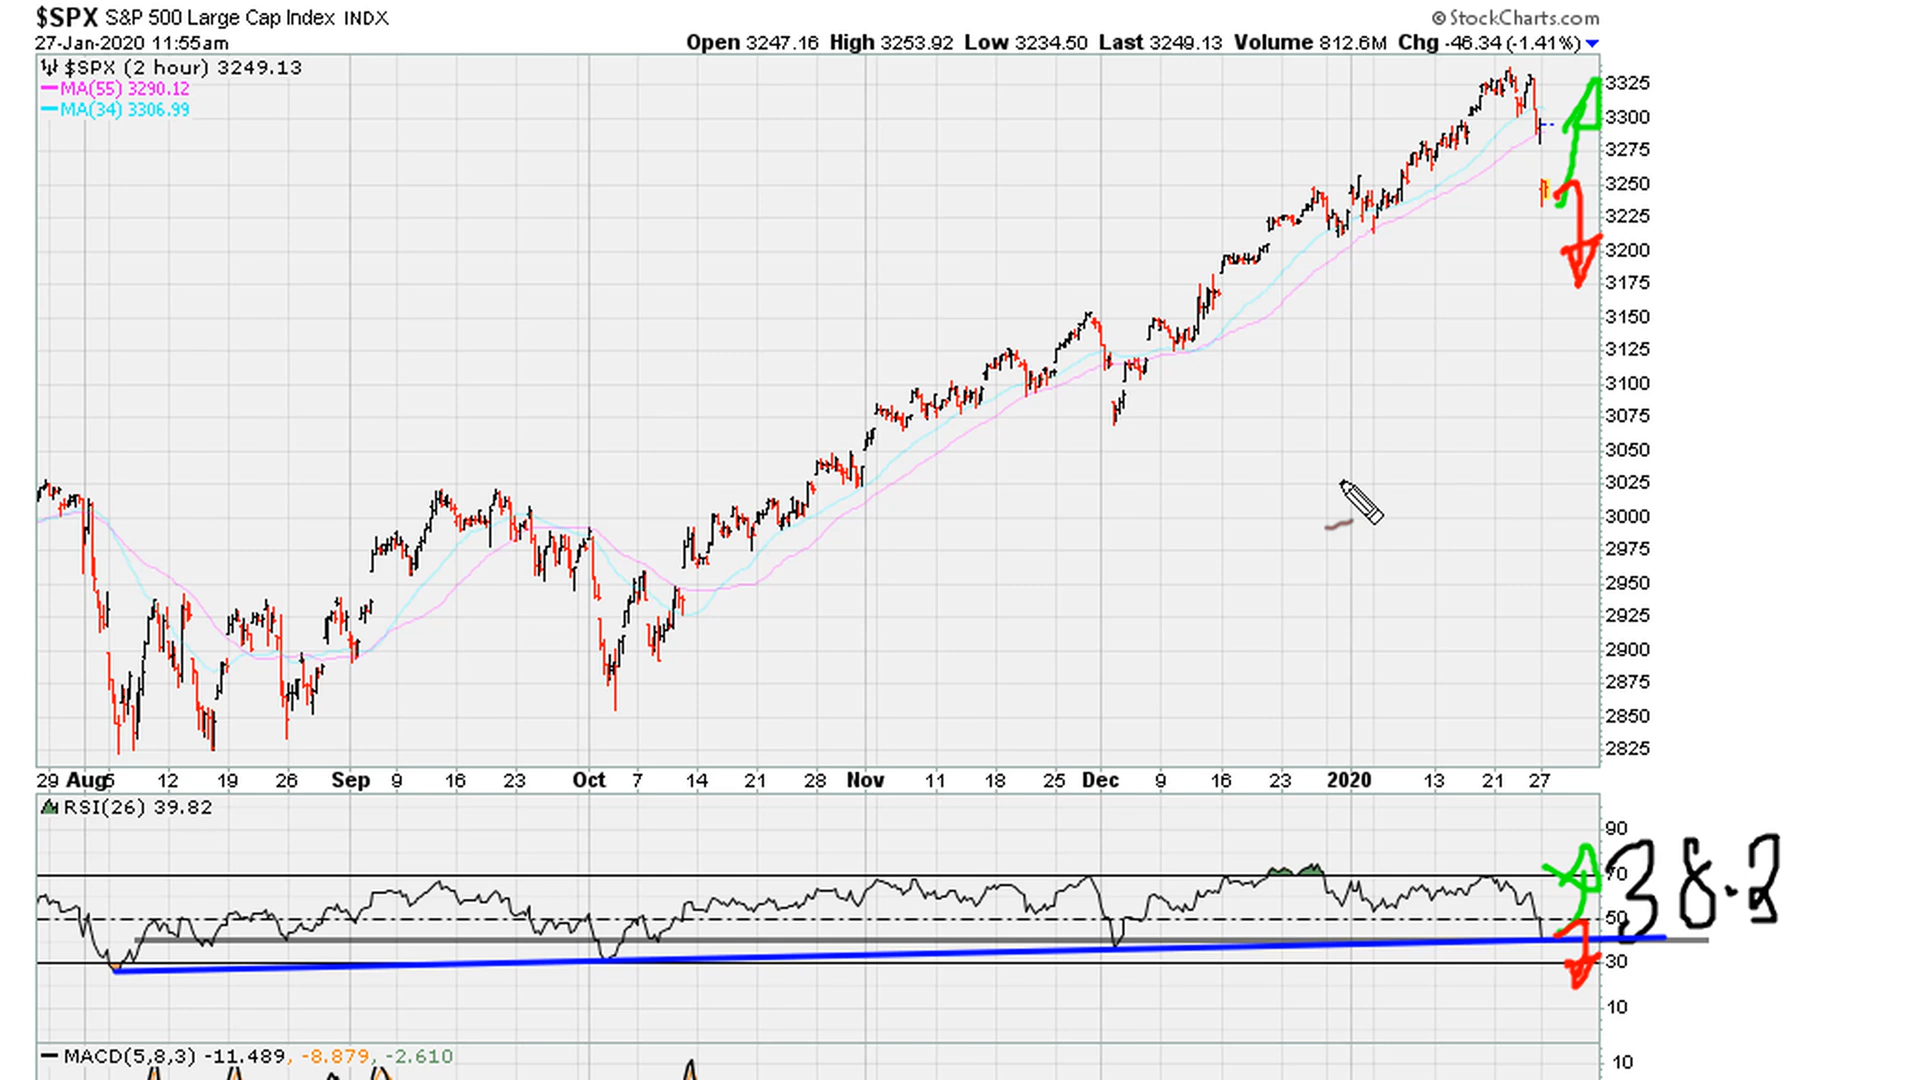 $SPX S&P 500 Large Cap Index INDX
© StockCharts.com
27-Jan-2020 11:55am
Open 3247.16 High 3253.92 Low 3234.50 Last 3249.13 Volume 812.6M Chg -46.34 (-1.41%)
$SPX (2 hour) 3249.13
MA(55) 3290.12
MA(34) 3306.99
3325
3300
3275
3250
3225
3200
3175
3150
3125
3100
3075
3050
3025
3000
2975
2950
2925
2900
2875
2850
2825
29 Aug 5 12 19 26 Sep 9 16 23 Oct 7 14 21 28 Nov 11 18 25 Dec 9 16 23 2020 13 21 27
RSI(26) 39.82
90
70
50
30
10
38.2
MACD(5,8,3) -11.489, -8.879, -2.610
10